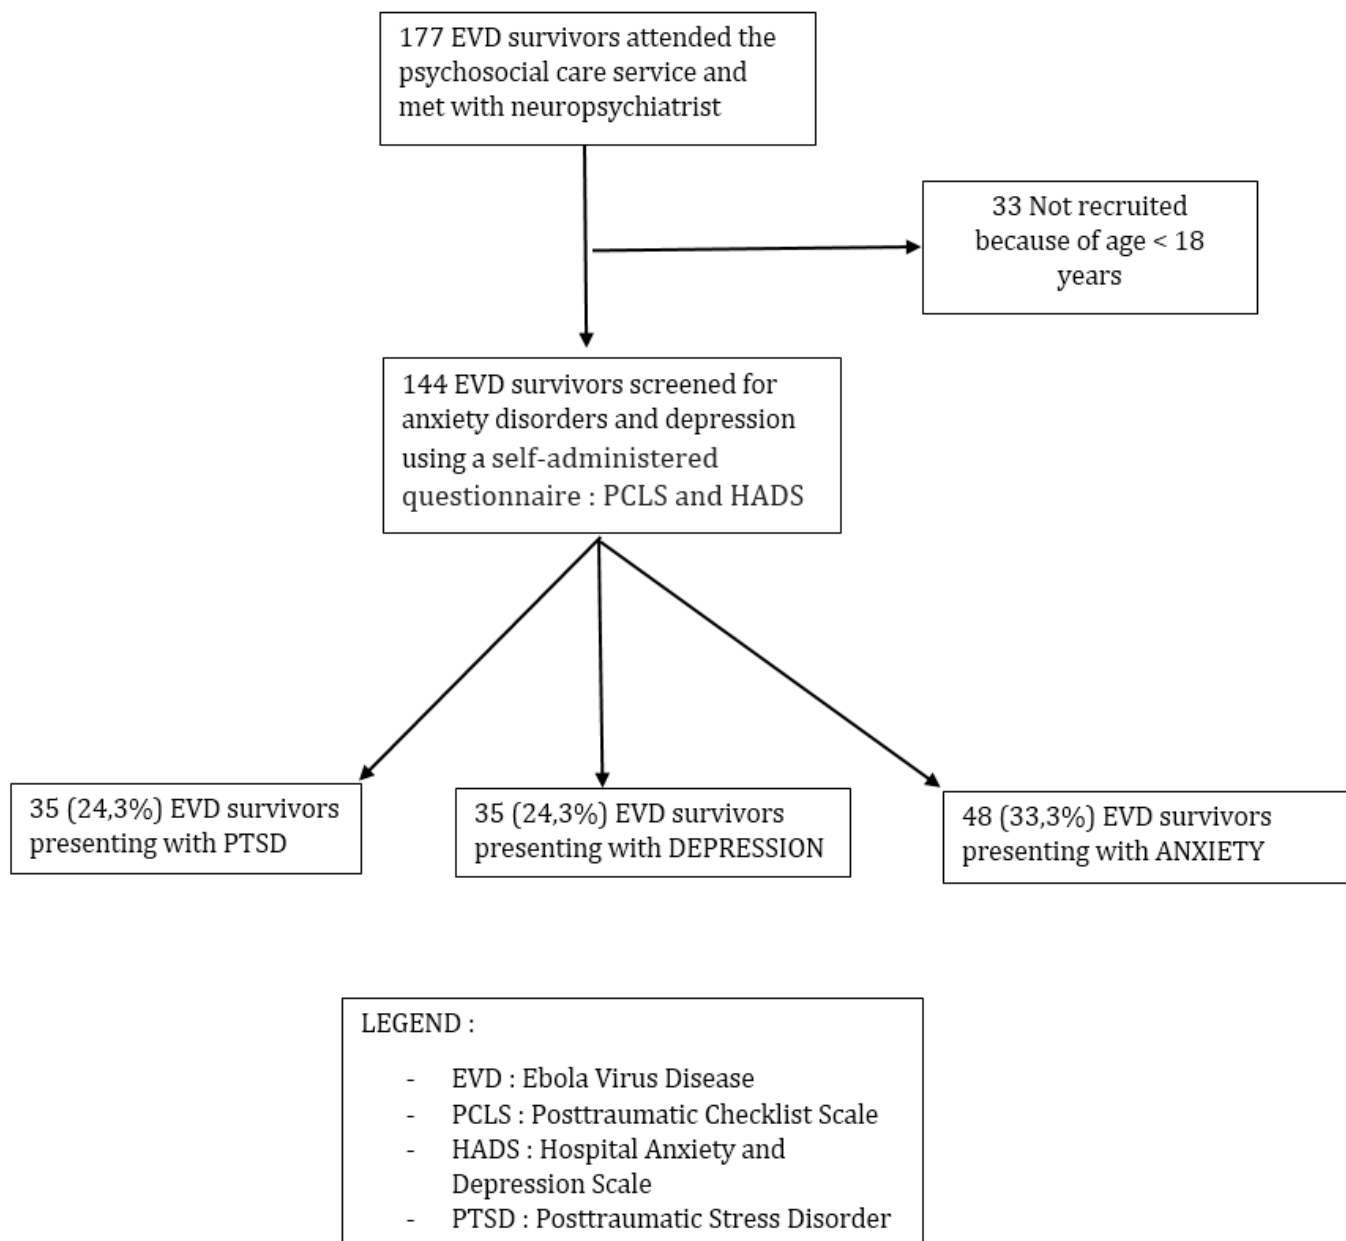 177 EVD survivors attended the
psychosocial care service and
met with neuropsychiatrist
33 Not recruited
because of age < 18
years
144 EVD survivors screened for
anxiety disorders and depression
using a self-administered
questionnaire : PCLS and HADS
35 (24,3%) EVD survivors
presenting with PTSD
35 (24,3%) EVD survivors
presenting with DEPRESSION
48 (33,3%) EVD survivors
presenting with ANXIETY
LEGEND :
- EVD : Ebola Virus Disease
- PCLS : Posttraumatic Checklist Scale
- HADS : Hospital Anxiety and
Depression Scale
- PTSD : Posttraumatic Stress Disorder